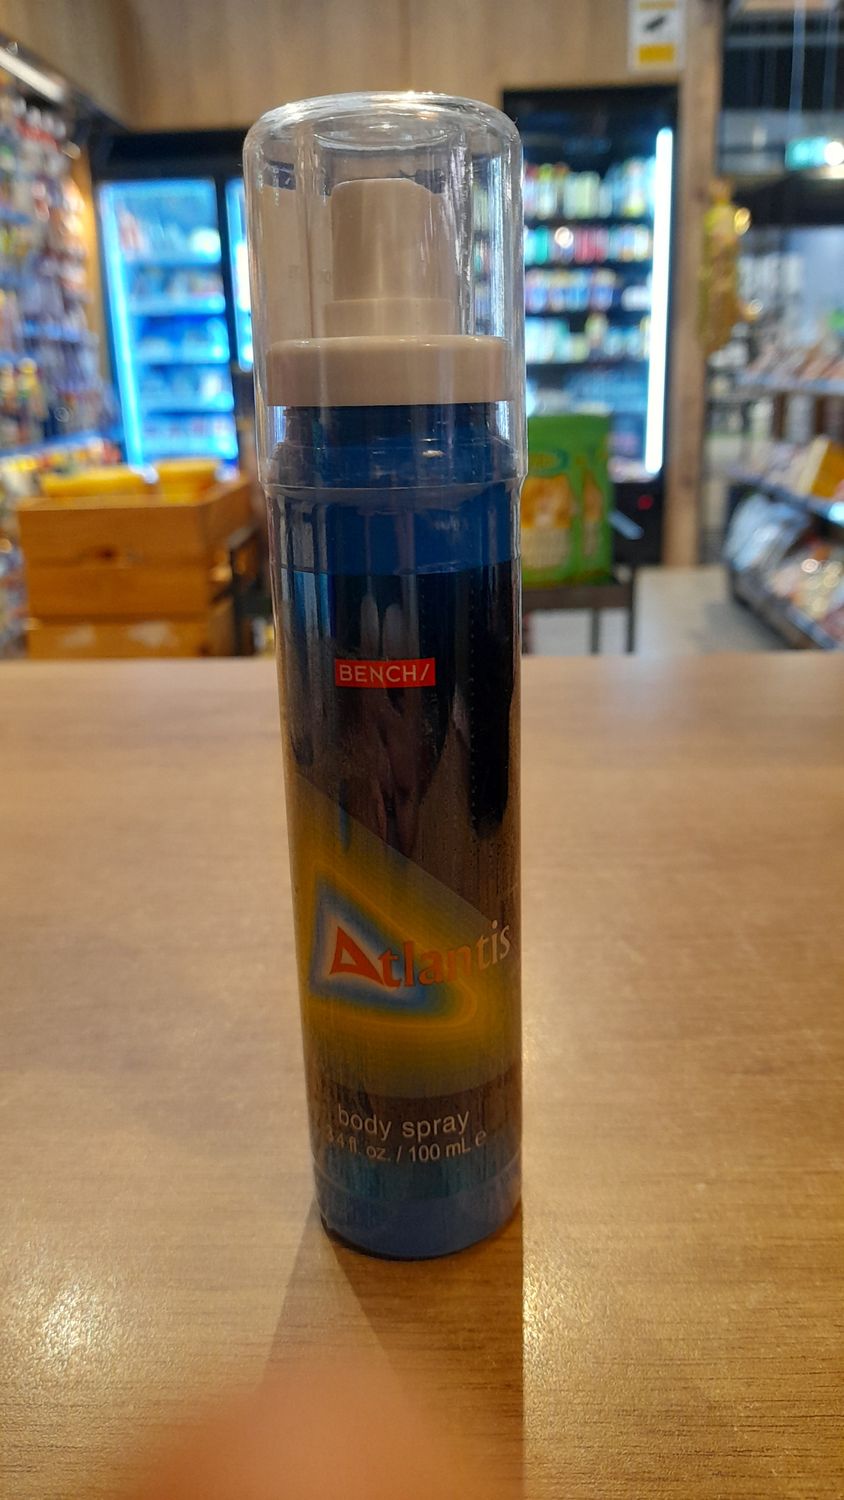 BENCH/
Atlantis
body spray
3.4 fl. oz. / 100 mL e